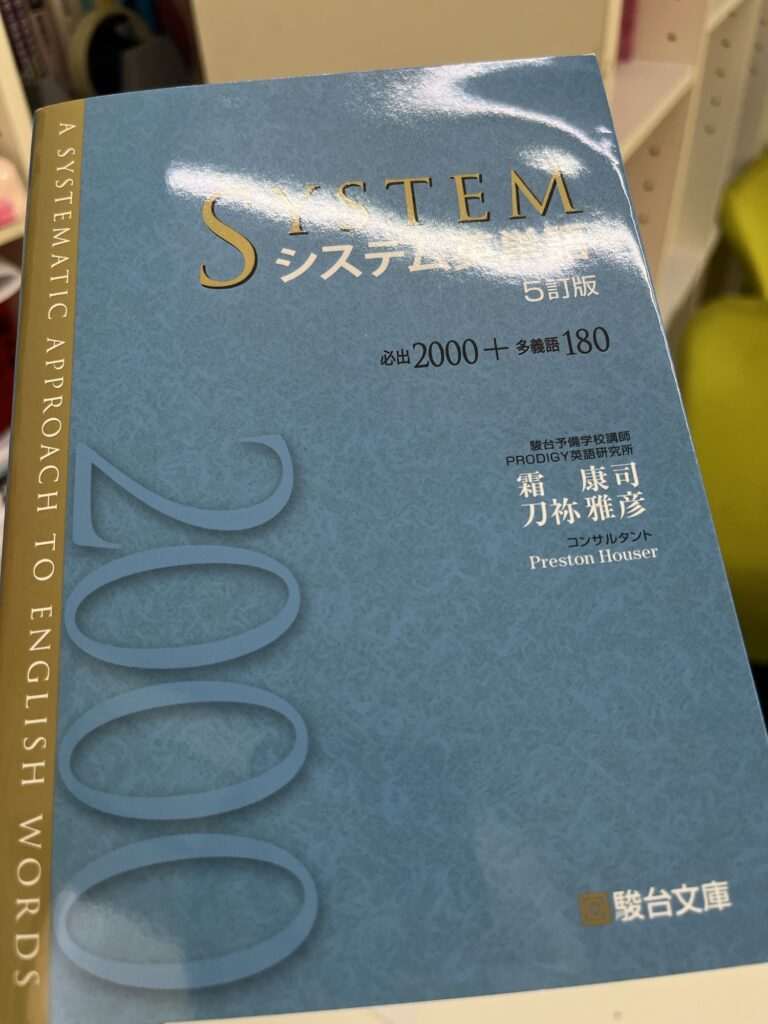 A SYSTEMATIC APPROACH TO ENGLISH WORDS
SYSTEM
システム英単語
5訂版
必出2000+多義語180
駿台予備学校講師
PRODIGY英語研究所
霜 康司
刀祢 雅彦
コンサルタント
Preston Houser
2000
駿台文庫